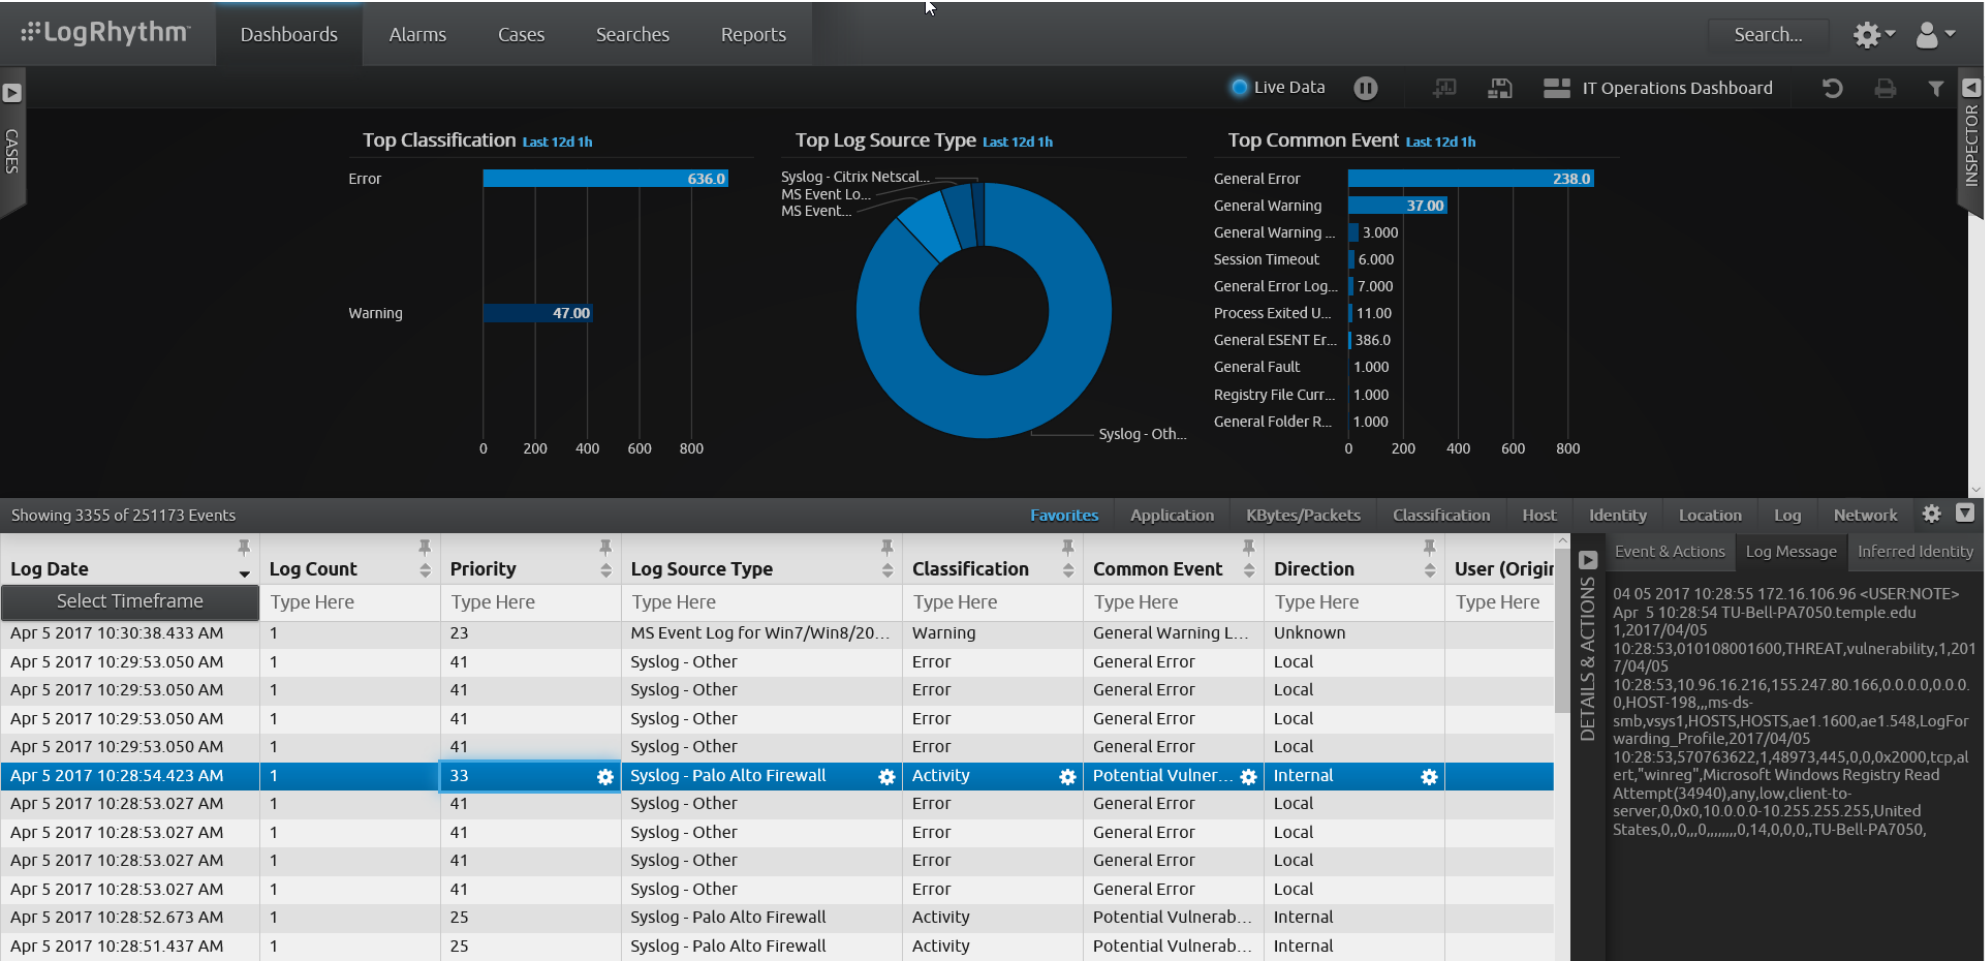 LogRhythm
Dashboards Alarms Cases Searches Reports Search...
Live Data IT Operations Dashboard
CASES
INSPECTOR
Top Classification Last 12d 1h
Error 636.0
Warning 47.00
0 200 400 600 800
Top Log Source Type Last 12d 1h
Syslog - Citrix Netscal...
MS Event Lo...
MS Event...
Syslog - Oth...
Top Common Event Last 12d 1h
General Error 238.0
General Warning 37.00
General Warning ... 3.000
Session Timeout 6.000
General Error Log... 7.000
Process Exited U... 11.00
General ESENT Er... 386.0
General Fault 1.000
Registry File Curr... 1.000
General Folder R... 1.000
0 200 400 600 800
Showing 3355 of 251173 Events Favorites Application KBytes/Packets Classification Host Identity Location Log Network
Log Date Log Count Priority Log Source Type Classification Common Event Direction User (Origin
Select Timeframe Type Here Type Here Type Here Type Here Type Here Type Here Type Here
Apr 5 2017 10:30:38.433 AM 1 23 MS Event Log for Win7/Win8/20... Warning General Warning L... Unknown
Apr 5 2017 10:29:53.050 AM 1 41 Syslog - Other Error General Error Local
Apr 5 2017 10:29:53.050 AM 1 41 Syslog - Other Error General Error Local
Apr 5 2017 10:29:53.050 AM 1 41 Syslog - Other Error General Error Local
Apr 5 2017 10:29:53.050 AM 1 41 Syslog - Other Error General Error Local
Apr 5 2017 10:28:54.423 AM 1 33 Syslog - Palo Alto Firewall Activity Potential Vulner... Internal
Apr 5 2017 10:28:53.027 AM 1 41 Syslog - Other Error General Error Local
Apr 5 2017 10:28:53.027 AM 1 41 Syslog - Other Error General Error Local
Apr 5 2017 10:28:53.027 AM 1 41 Syslog - Other Error General Error Local
Apr 5 2017 10:28:53.027 AM 1 41 Syslog - Other Error General Error Local
Apr 5 2017 10:28:52.673 AM 1 25 Syslog - Palo Alto Firewall Activity Potential Vulnerab... Internal
Apr 5 2017 10:28:51.437 AM 1 25 Syslog - Palo Alto Firewall Activity Potential Vulnerab... Internal
DETAILS & ACTIONS
Event & Actions Log Message Inferred Identity
04 05 2017 10:28:55 172.16.106.96 <USER:NOTE>
Apr 5 10:28:54 TU-Bell-PA7050.temple.edu
1,2017/04/05
10:28:53,010108001600,THREAT,vulnerability,1,201
7/04/05
10:28:53,10.96.16.216,155.247.80.166,0.0.0.0,0.0.0.
0,HOST-198,,,ms-ds-
smb,vsys1,HOSTS,HOSTS,ae1.1600,ae1.548,LogFor
warding_Profile,2017/04/05
10:28:53,570763622,1,48973,445,0,0,0x2000,tcp,al
ert,"winreg",Microsoft Windows Registry Read
Attempt(34940),any,low,client-to-
server,0,0x0,10.0.0.0-10.255.255.255,United
States,0,,0,,,0,,,,,,,,0,14,0,0,0,,TU-Bell-PA7050,